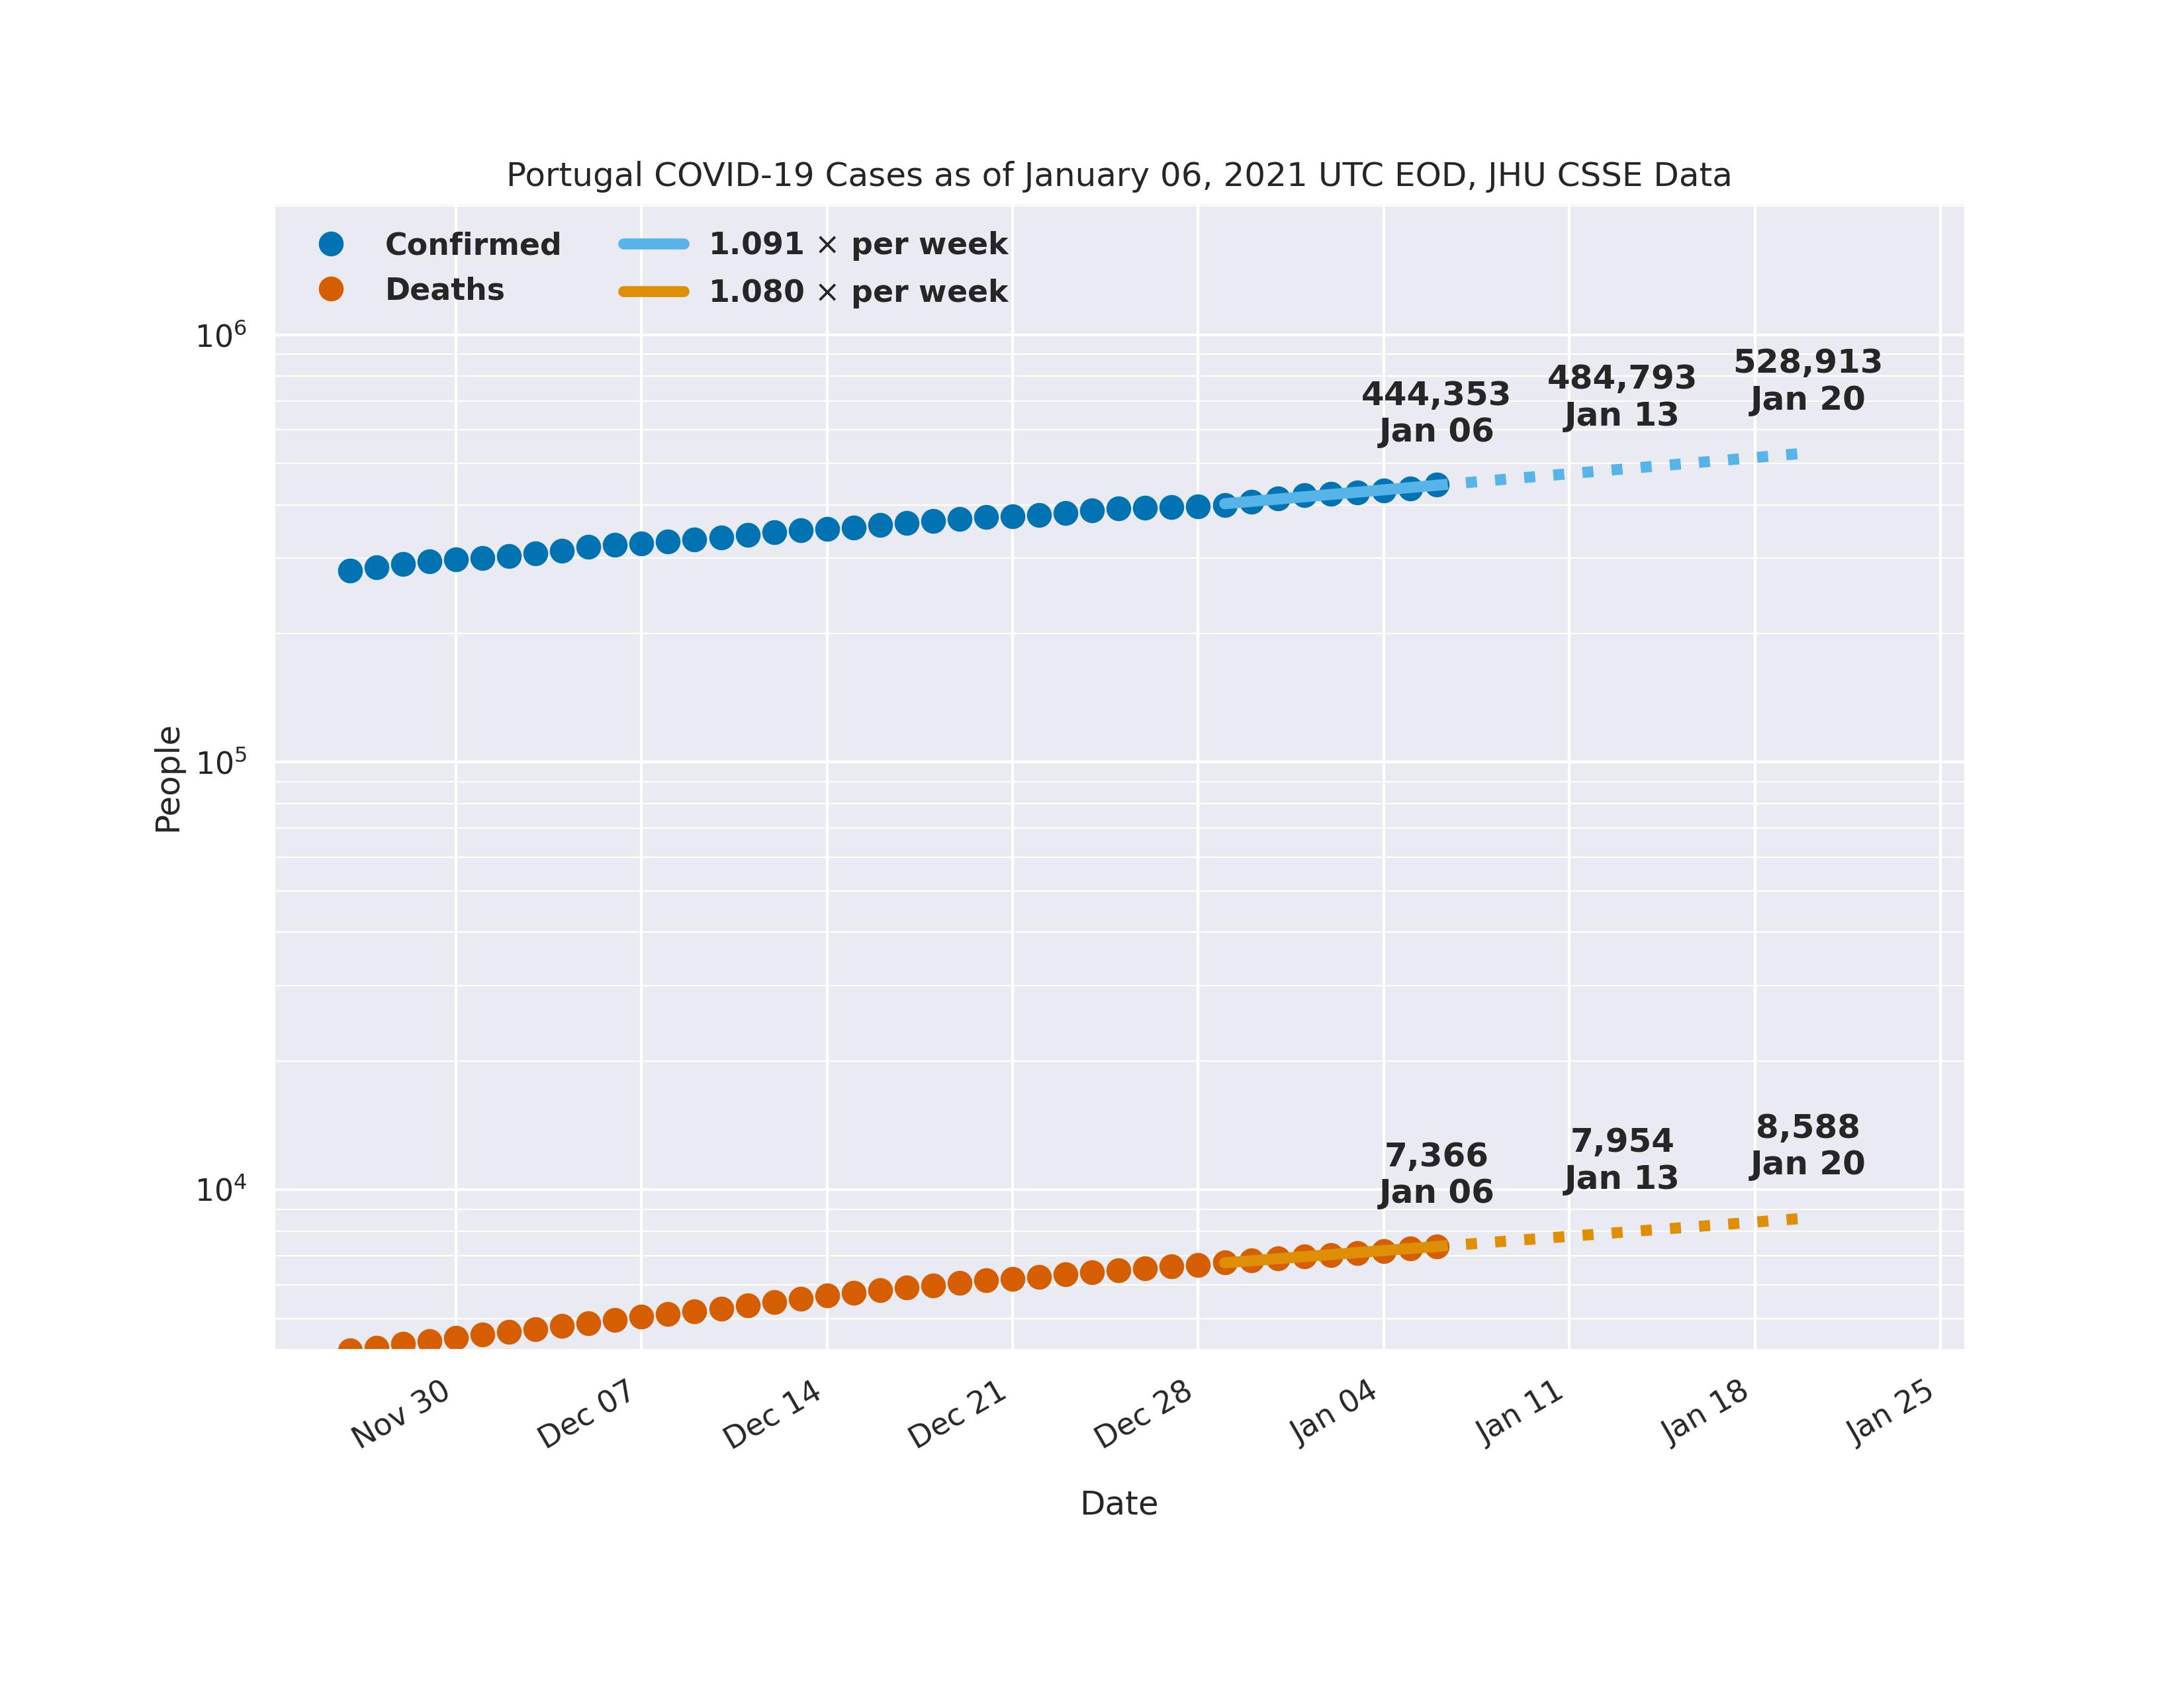 Portugal COVID-19 Cases as of January 06, 2021 UTC EOD, JHU CSSE Data
Confirmed
Deaths
1.091 × per week
1.080 × per week
10⁶
10⁵
10⁴
People
444,353
Jan 06
484,793
Jan 13
528,913
Jan 20
7,366
Jan 06
7,954
Jan 13
8,588
Jan 20
Nov 30
Dec 07
Dec 14
Dec 21
Dec 28
Jan 04
Jan 11
Jan 18
Jan 25
Date